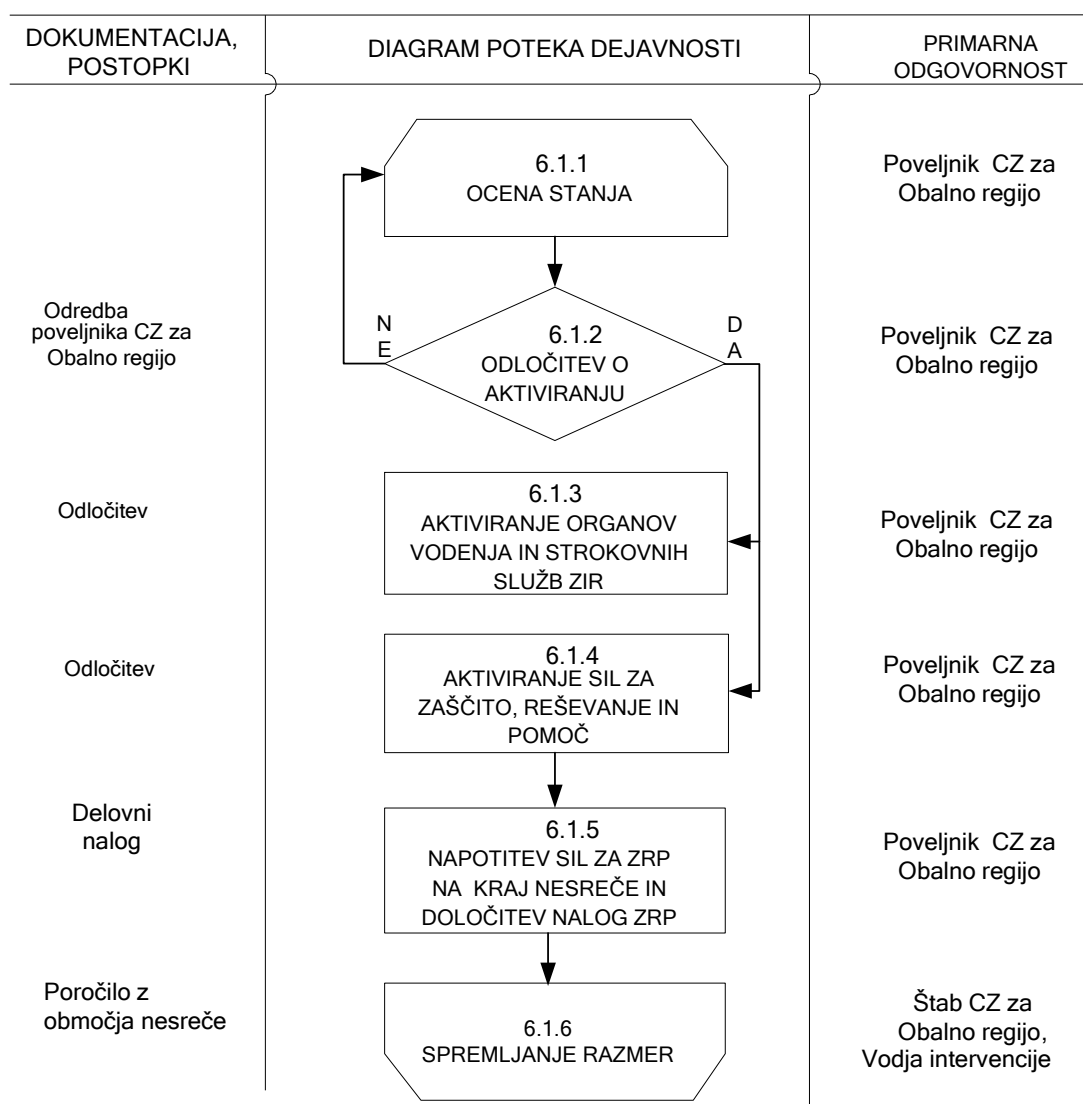 DOKUMENTACIJA,
POSTOPKI
DIAGRAM POTEKA DEJAVNOSTI
PRIMARNA
ODGOVORNOST
6.1.1
OCENA STANJA
Poveljnik CZ za
Obalno regijo
Odredba
poveljnika CZ za
Obalno regijo
N
E
6.1.2
ODLOČITEV O
AKTIVIRANJU
D
A
Poveljnik CZ za
Obalno regijo
Odločitev
6.1.3
AKTIVIRANJE ORGANOV
VODENJA IN STROKOVNIH
SLUŽB ZIR
Poveljnik CZ za
Obalno regijo
Odločitev
6.1.4
AKTIVIRANJE SIL ZA
ZAŠČITO, REŠEVANJE IN
POMOČ
Poveljnik CZ za
Obalno regijo
Delovni
nalog
6.1.5
NAPOTITEV SIL ZA ZRP
NA KRAJ NESREČE IN
DOLOČITEV NALOG ZRP
Poveljnik CZ za
Obalno regijo
Poročilo z
območja nesreče
6.1.6
SPREMLJANJE RAZMER
Štab CZ za
Obalno regijo,
Vodja intervencije